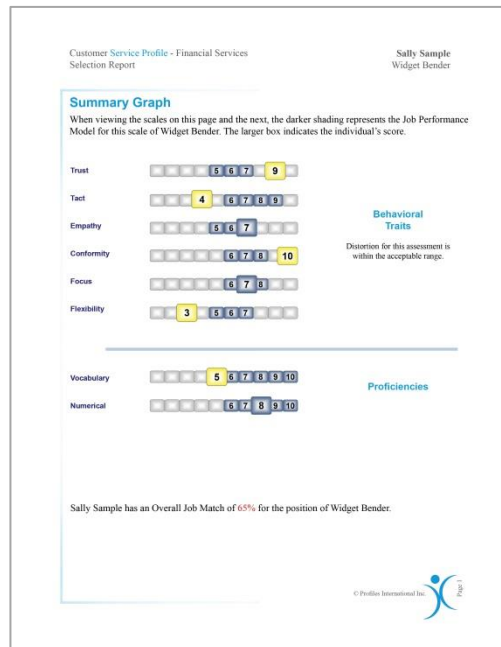 Customer Service Profile - Financial Services
Selection Report
Sally Sample
Widget Bender
Summary Graph
When viewing the scales on this page and the next, the darker shading represents the Job Performance
Model for this scale of Widget Bender. The larger box indicates the individual's score.
Trust
5 6 7 9
Tact
4 6 7 8 9
Empathy
5 6 7
Conformity
6 7 8 10
Focus
6 7 8
Flexibility
3 5 6 7
Behavioral
Traits
Distortion for this assessment is
within the acceptable range.
Vocabulary
5 6 7 8 9 10
Numerical
6 7 8 9 10
Proficiencies
Sally Sample has an Overall Job Match of 65% for the position of Widget Bender.
© Profiles International Inc.
Page 1